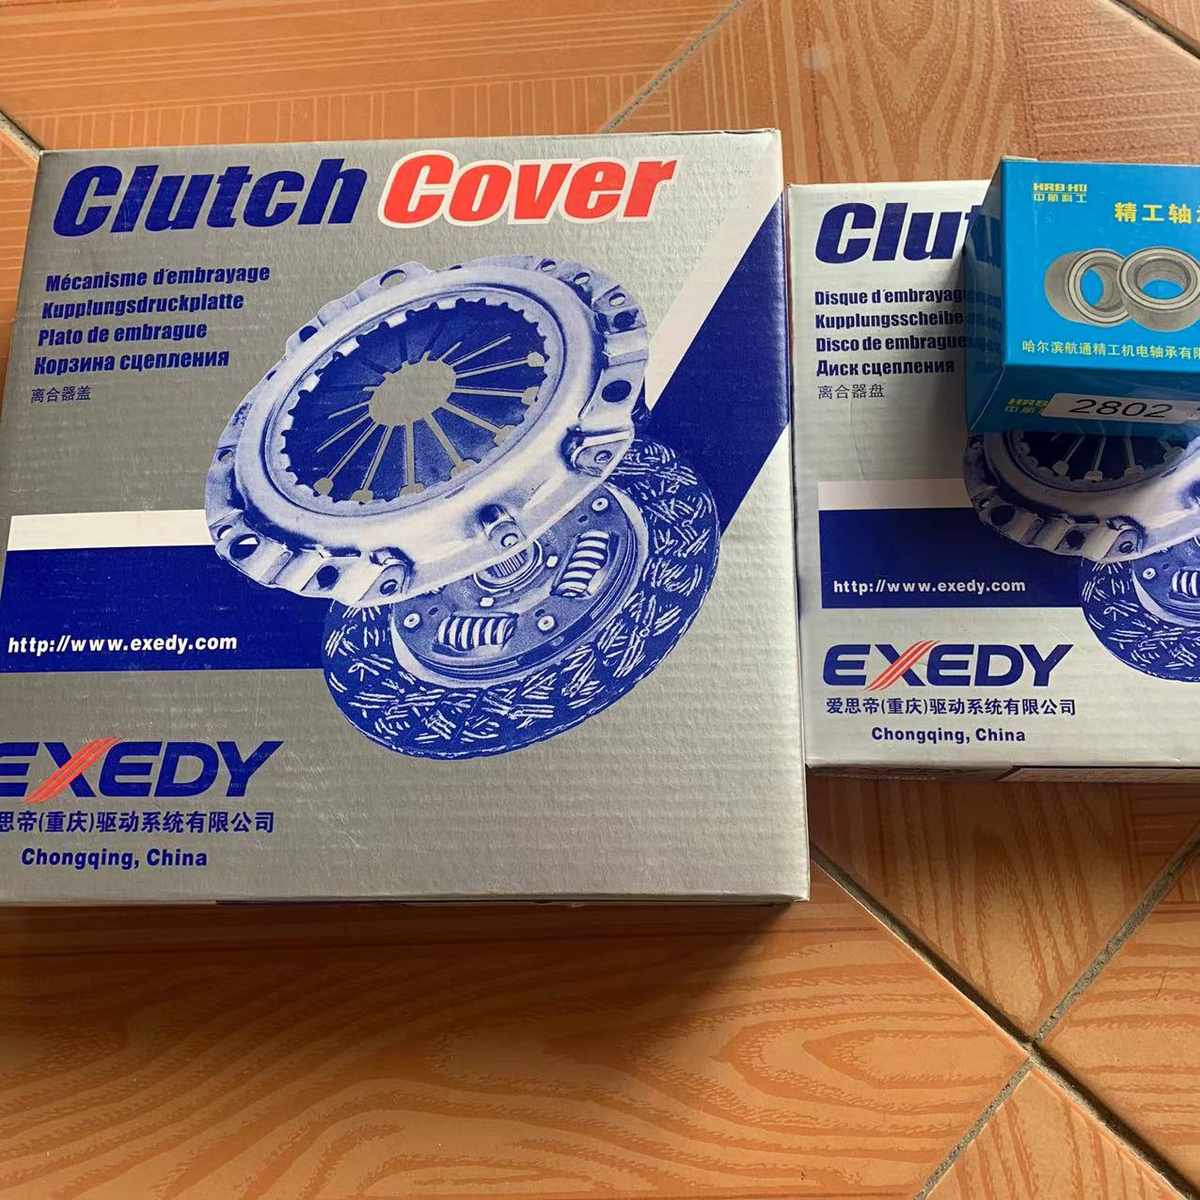 Clutch Cover
Mécanisme d'embrayage
Kupplungsdruckplatte
Plato de embrague
Корзина сцепления
离合器盖
http://www.exedy.com
EXEDY
思帝(重庆)驱动系统有限公司
Chongqing, China
Clut
Disque d'embrayag
Kupplungsscheibe
Disco de embrague
Диск сцепления
离合器盘
http://www.exedy.com
EXEDY
爱思帝(重庆)驱动系统有限公司
Chongqing, China
中航科工
精工轴
哈尔滨航通精工机电轴承有
2802